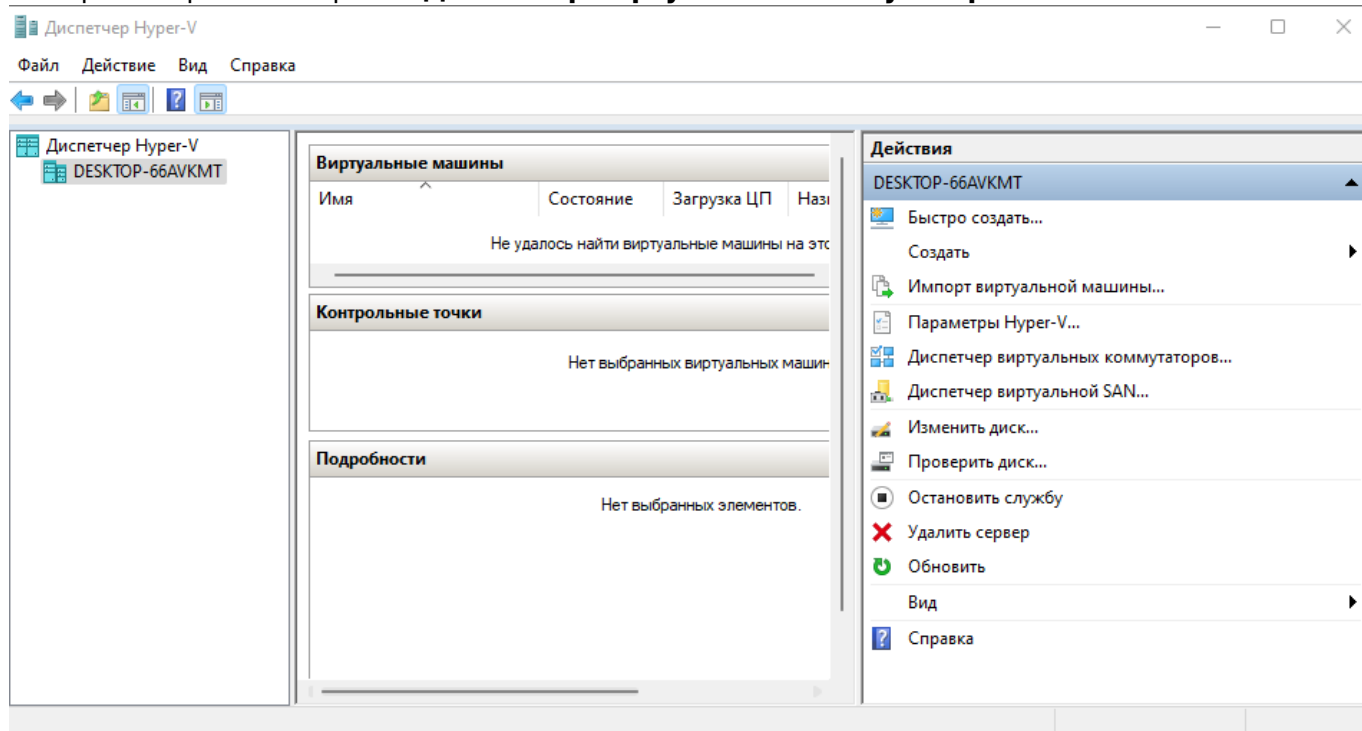 Диспетчер Hyper-V
Файл Действие Вид Справка
Диспетчер Hyper-V
DESKTOP-66AVKMT
Виртуальные машины
Имя Состояние Загрузка ЦП Назв
Не удалось найти виртуальные машины на это
Контрольные точки
Нет выбранных виртуальных машин
Подробности
Нет выбранных элементов.
Действия
DESKTOP-66AVKMT
Быстро создать...
Создать
Импорт виртуальной машины...
Параметры Hyper-V...
Диспетчер виртуальных коммутаторов...
Диспетчер виртуальной SAN...
Изменить диск...
Проверить диск...
Остановить службу
Удалить сервер
Обновить
Вид
Справка